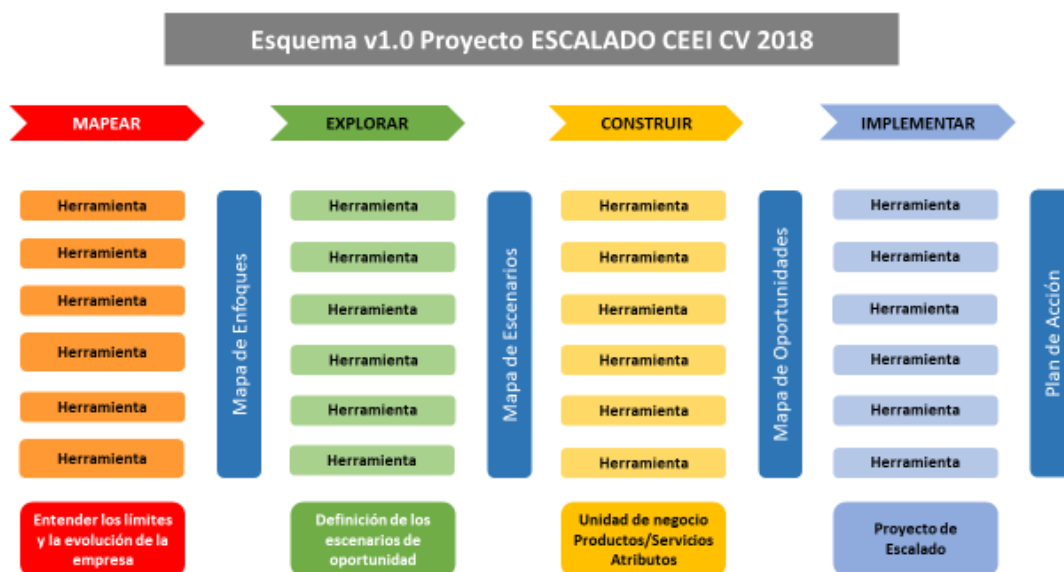 Esquema v1.0 Proyecto ESCALADO CEEI CV 2018
MAPEAR
EXPLORAR
CONSTRUIR
IMPLEMENTAR
Herramienta
Herramienta
Herramienta
Herramienta
Herramienta
Herramienta
Mapa de Enfoques
Herramienta
Herramienta
Herramienta
Herramienta
Herramienta
Herramienta
Mapa de Escenarios
Herramienta
Herramienta
Herramienta
Herramienta
Herramienta
Herramienta
Mapa de Oportunidades
Herramienta
Herramienta
Herramienta
Herramienta
Herramienta
Herramienta
Plan de Acción
Entender los límites
y la evolución de la
empresa
Definición de los
escenarios de
oportunidad
Unidad de negocio
Productos/Servicios
Atributos
Proyecto de
Escalado